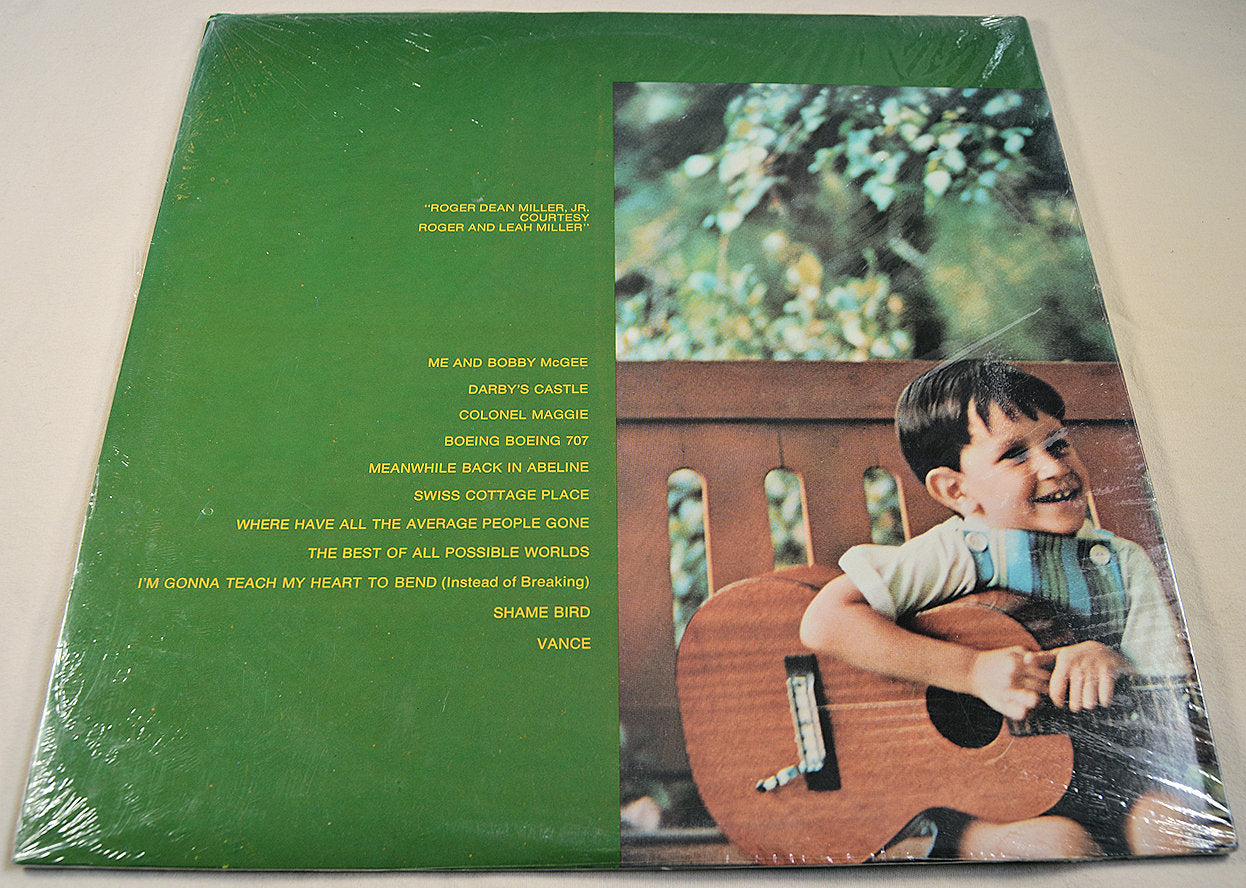 "ROGER DEAN MILLER, JR.
COURTESY
ROGER AND LEAH MILLER"
ME AND BOBBY McGEE
DARBY'S CASTLE
COLONEL MAGGIE
BOEING BOEING 707
MEANWHILE BACK IN ABELINE
SWISS COTTAGE PLACE
WHERE HAVE ALL THE AVERAGE PEOPLE GONE
THE BEST OF ALL POSSIBLE WORLDS
I'M GONNA TEACH MY HEART TO BEND (Instead of Breaking)
SHAME BIRD
VANCE